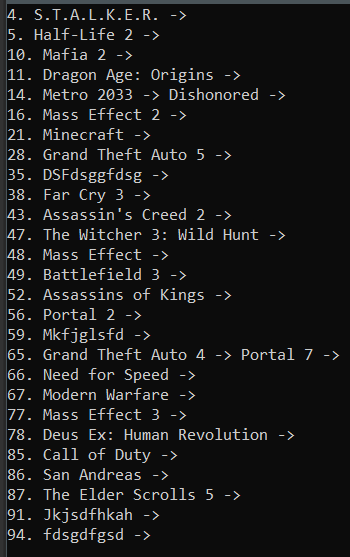 4. S.T.A.L.K.E.R. ->
5. Half-Life 2 ->
10. Mafia 2 ->
11. Dragon Age: Origins ->
14. Metro 2033 -> Dishonored ->
16. Mass Effect 2 ->
21. Minecraft ->
28. Grand Theft Auto 5 ->
35. DSFdsggfdsg ->
38. Far Cry 3 ->
43. Assassin's Creed 2 ->
47. The Witcher 3: Wild Hunt ->
48. Mass Effect ->
49. Battlefield 3 ->
52. Assassins of Kings ->
56. Portal 2 ->
59. Mkfjglsfd ->
65. Grand Theft Auto 4 -> Portal 7 ->
66. Need for Speed ->
67. Modern Warfare ->
77. Mass Effect 3 ->
78. Deus Ex: Human Revolution ->
85. Call of Duty ->
86. San Andreas ->
87. The Elder Scrolls 5 ->
91. Jkjsdfhkah ->
94. fdsgdfgsd ->